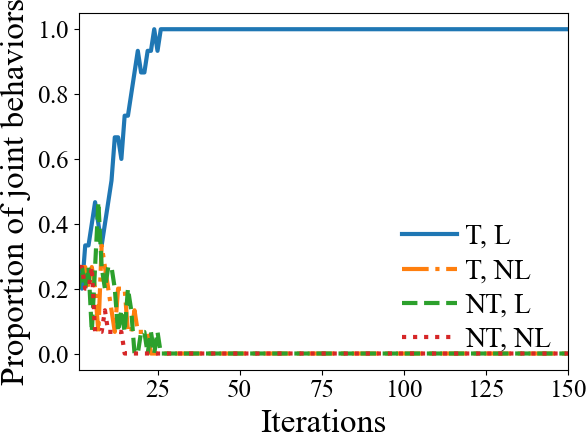 Proportion of joint behaviors
1.0
0.8
0.6
0.4
0.2
0.0
T, L
T, NL
NT, L
NT, NL
25 50 75 100 125 150
Iterations